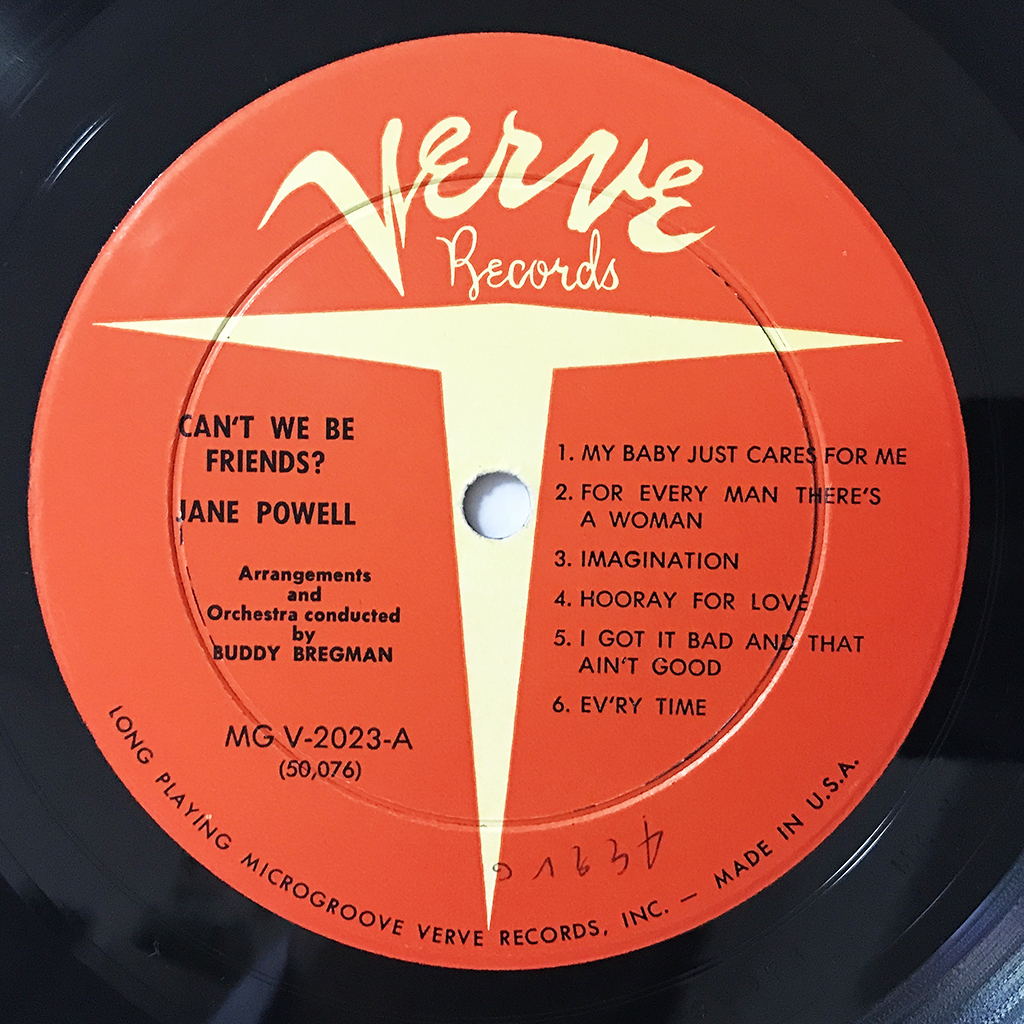 Verve
Records
CAN'T WE BE
FRIENDS?
JANE POWELL
Arrangements
and
Orchestra conducted
by
BUDDY BREGMAN
MG V-2023-A
(50,076)
1. MY BABY JUST CARES FOR ME
2. FOR EVERY MAN THERE'S
A WOMAN
3. IMAGINATION
4. HOORAY FOR LOVE
5. I GOT IT BAD AND THAT
AIN'T GOOD
6. EV'RY TIME
LONG PLAYING MICROGROOVE VERVE RECORDS, INC. — MADE IN U.S.A.